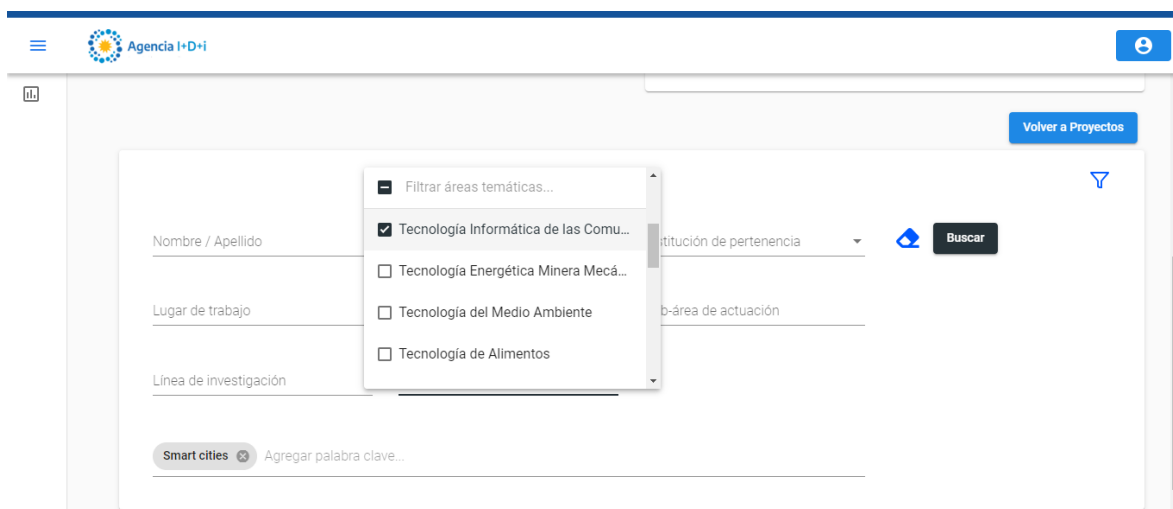 Agencia I+D+i
Volver a Proyectos
Filtrar áreas temáticas...
Tecnología Informática de las Comu...
Nombre / Apellido
titución de pertenencia
Buscar
Tecnología Energética Minera Mecá...
Lugar de trabajo
Tecnología del Medio Ambiente
b-área de actuación
Tecnología de Alimentos
Línea de investigación
Smart cities
Agregar palabra clave...